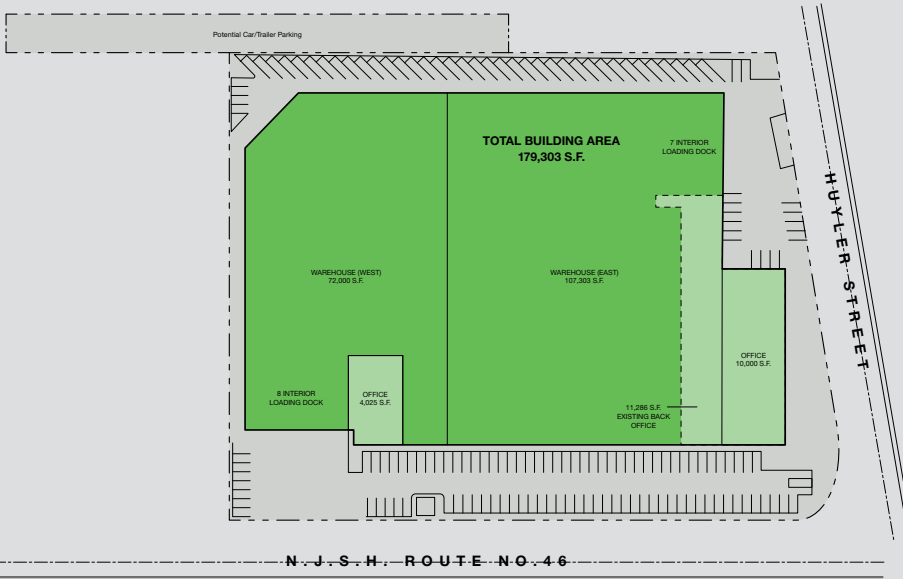 Potential Car/Trailer Parking
TOTAL BUILDING AREA
179,303 S.F.
7 INTERIOR
LOADING DOCK
HUYLER STREET
WAREHOUSE (WEST)
72,000 S.F.
WAREHOUSE (EAST)
107,303 S.F.
OFFICE
10,000 S.F.
8 INTERIOR
LOADING DOCK
OFFICE
4,025 S.F.
11,286 S.F.
EXISTING BACK
OFFICE
N.J.S.H. ROUTE NO.46